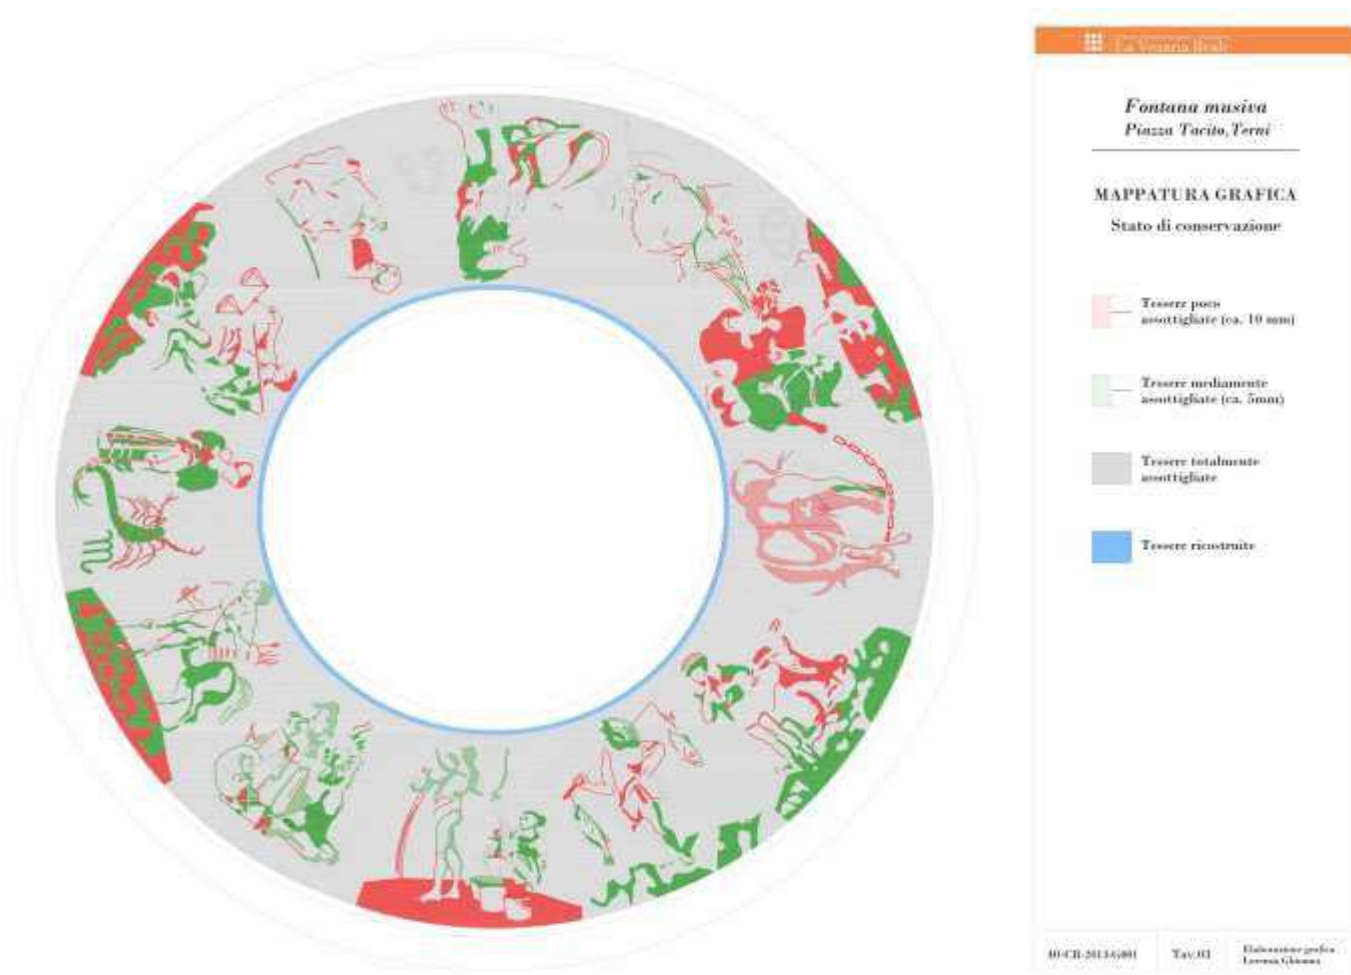 La Venaria Reale
Fontana musiva
Piazza Tacito, Terni
MAPPATURA GRAFICA
Stato di conservazione
Tessere poco
assottigliate (ca. 10 mm)
Tessere mediamente
assottigliate (ca. 5mm)
Tessere totalmente
assottigliate
Tessere ricostruite
Tav.03
Elaborazione grafica